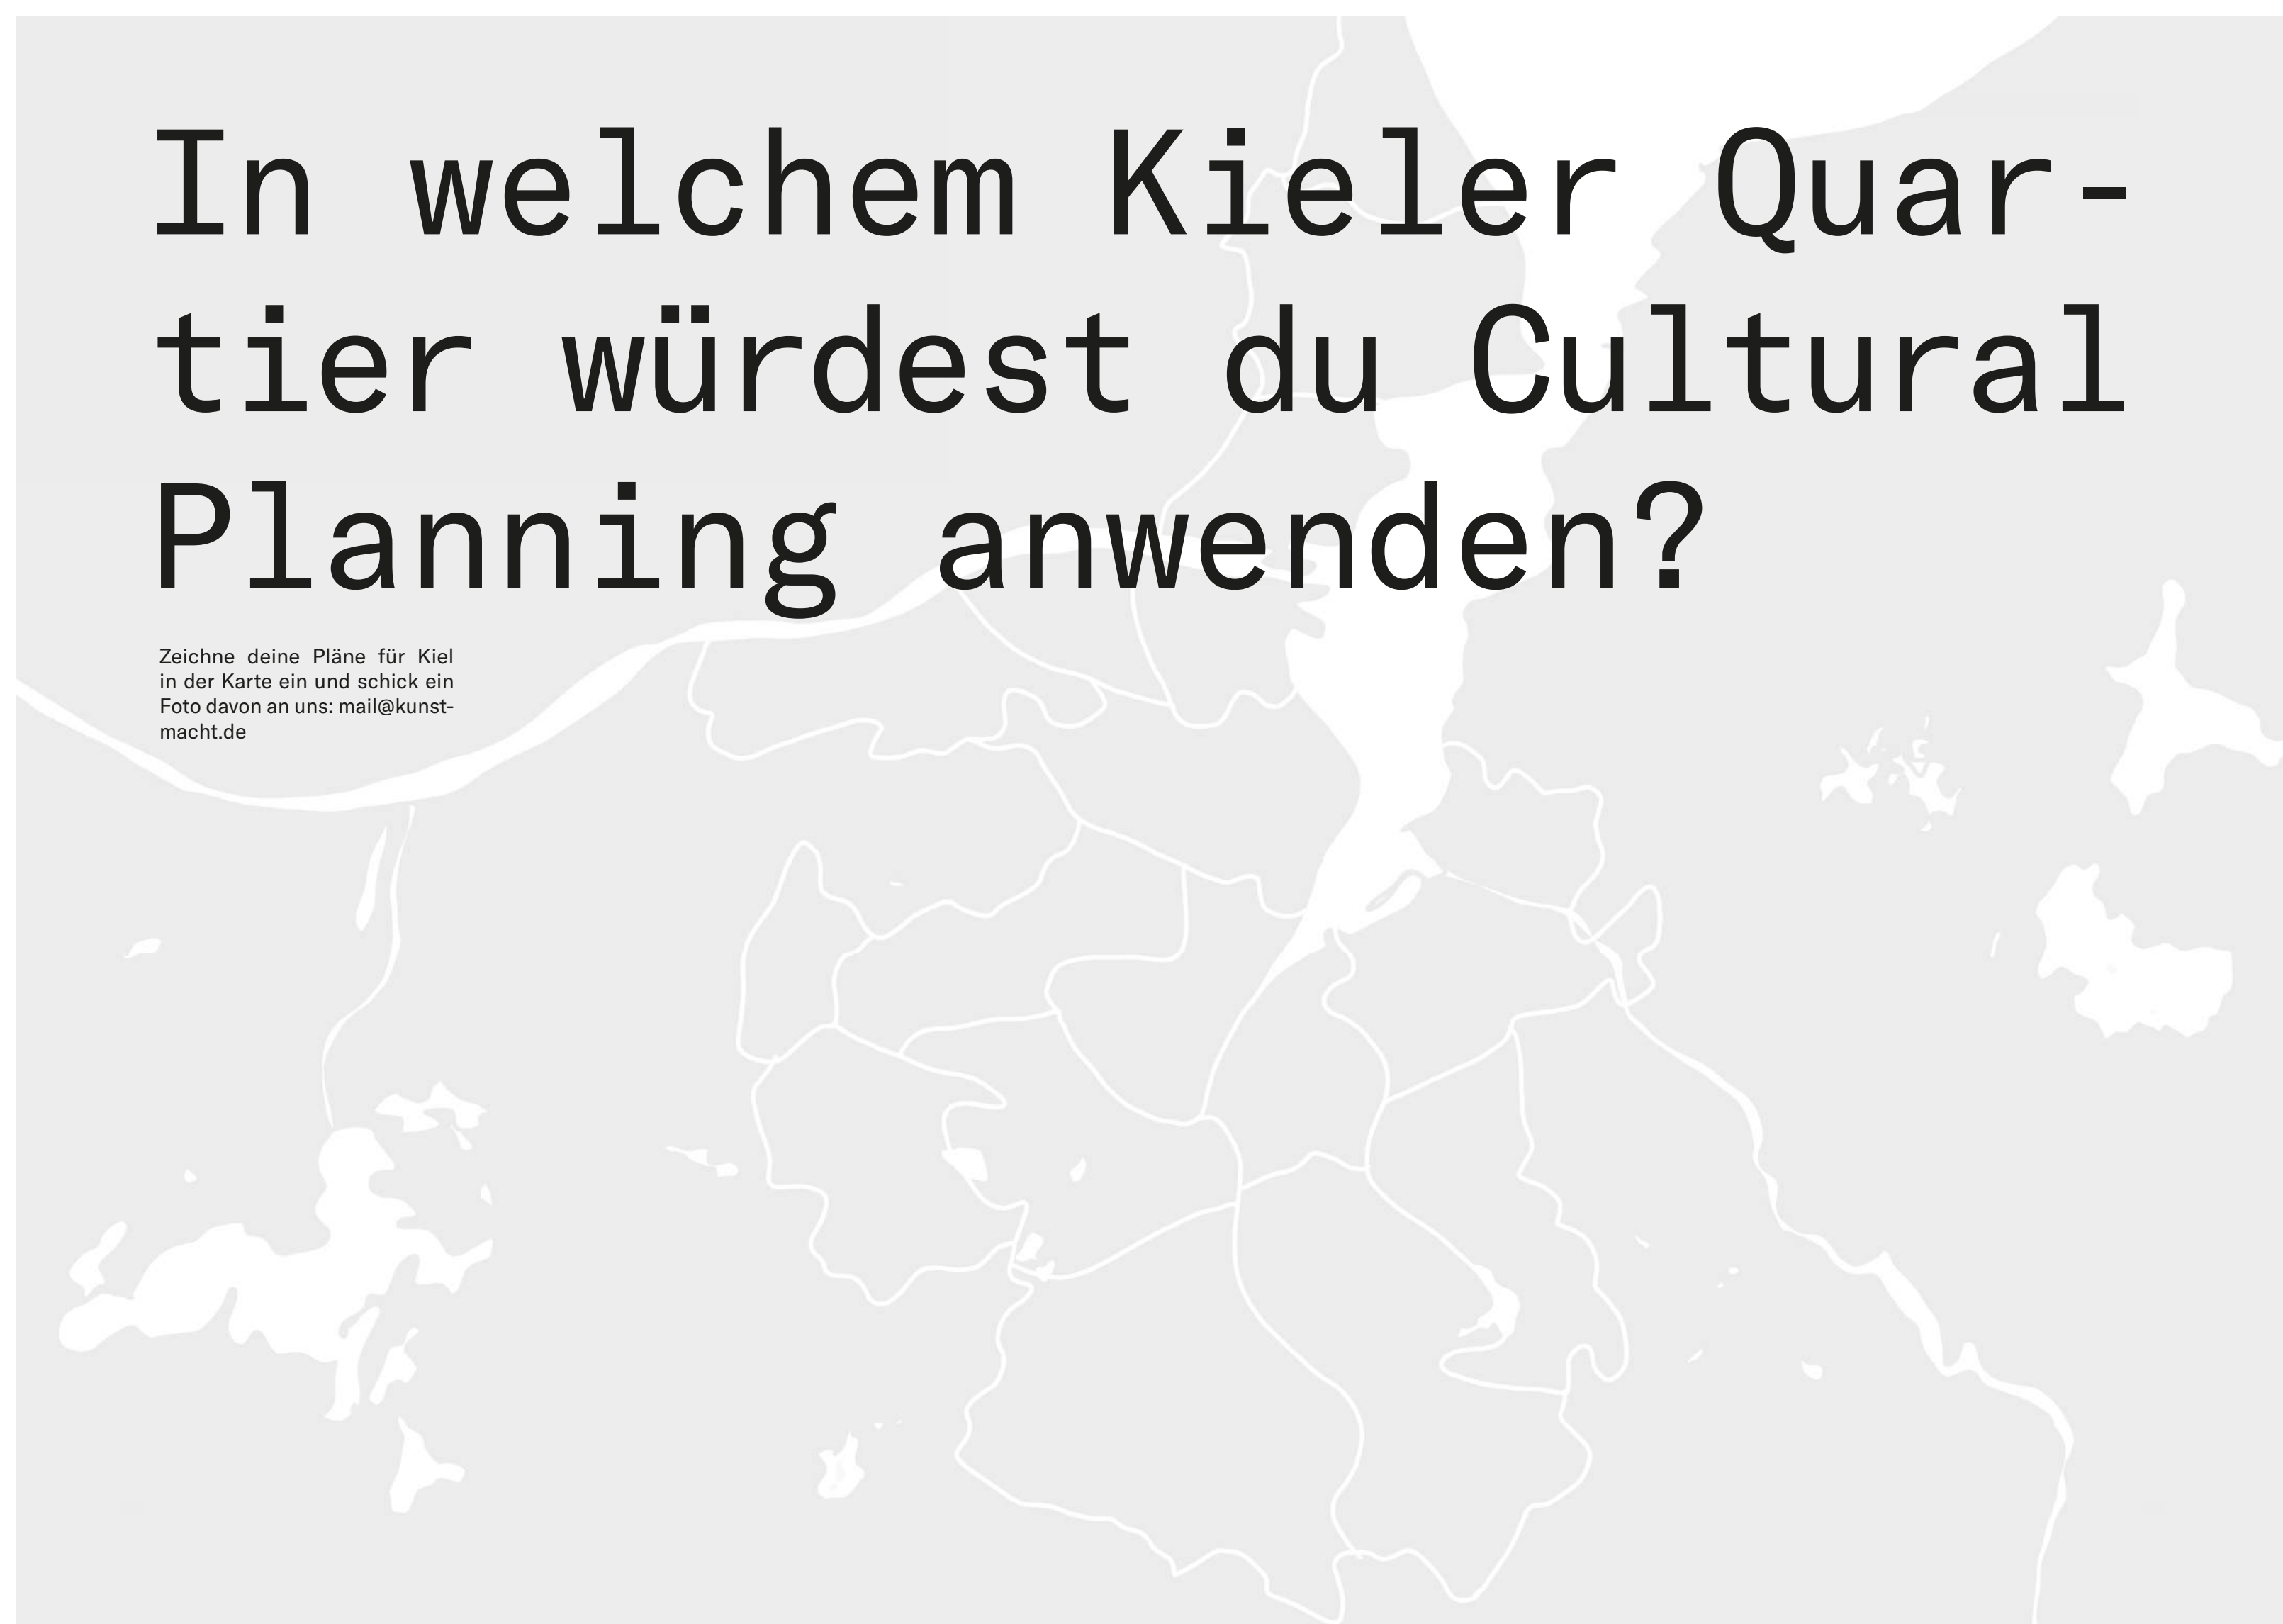 In welchem Kieler Quar-
tier würdest du Cultural
Planning anwenden?
Zeichne deine Pläne für Kiel
in der Karte ein und schick ein
Foto davon an uns: mail@kunst-
macht.de